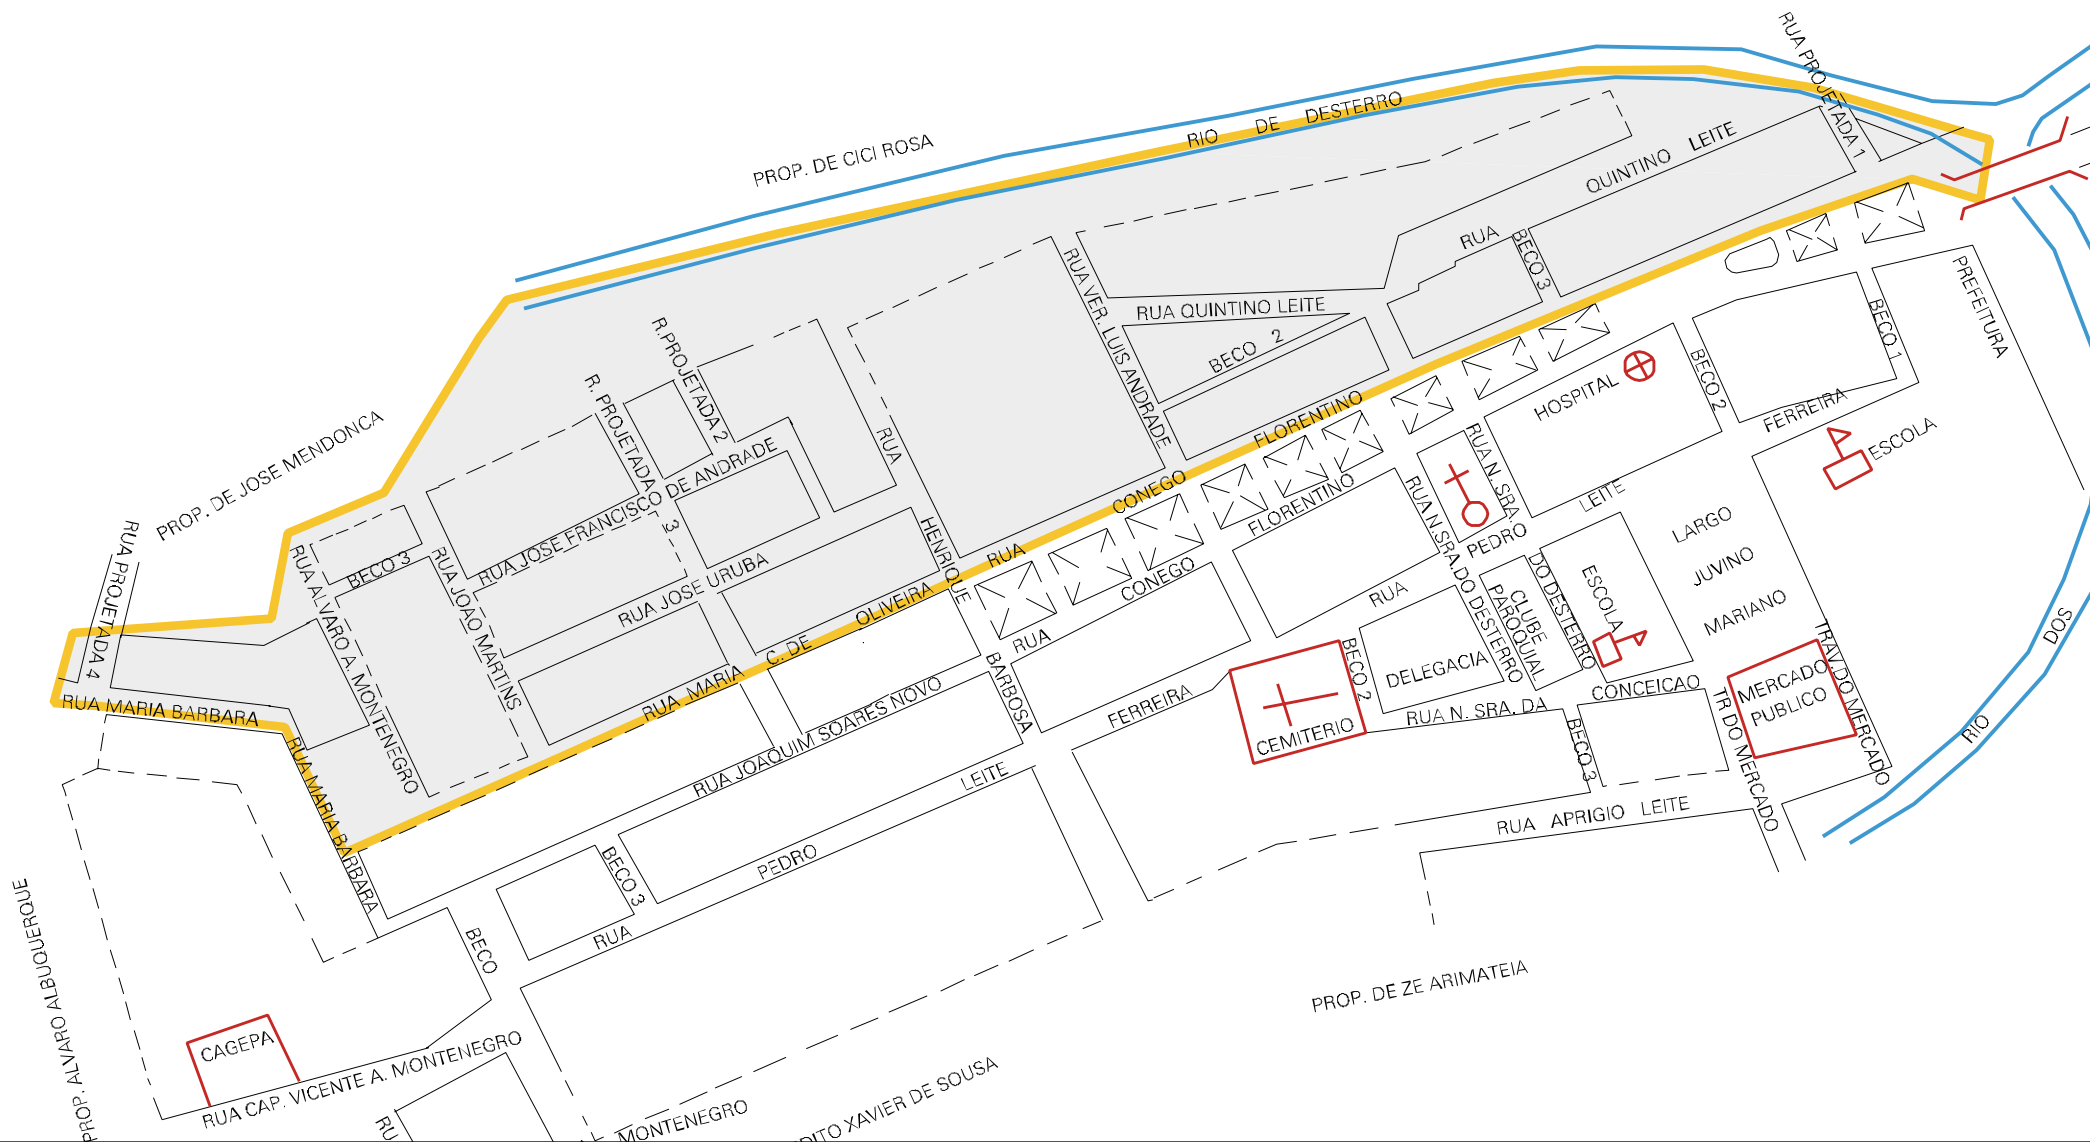 RUA PROJETADA 1
RIO DE DESTERRO
PROP. DE CICI ROSA
QUINTINO LEITE
RUA
BECO 3
RUA VER. LUIS ANDRADE
RUA QUINTINO LEITE
BECO 2
PREFEITURA
BECO 1
BECO 2
HOSPITAL
FERREIRA
ESCOLA
R.PROJETADA 2
R. PROJETADA 3
PROP. DE JOSE MENDONCA
RUA JOSE FRANCISCO DE ANDRADE
RUA HENRIQUE BARBOSA
RUA CONEGO FLORENTINO
RUA CONEGO FLORENTINO
RUA N. SRA. DO DESTERRO
RUA N. SRA. DO DESTERRO
LEITE
PEDRO
RUA
LARGO
JUVINO
MARIANO
RUA PROJETADA 4
RUA ALVARO A. MONTENEGRO
BECO 3
RUA JOAO MARTINS
RUA JOSE URUBA
RUA MARIA C. DE OLIVEIRA
CLUBE
PAROQUIAL
ESCOLA
DELEGACIA
BECO 2
CEMITERIO
RUA N. SRA. DA CONCEICAO
BECO 3
MERCADO
PUBLICO
TRAV.DO MERCADO
TR DO MERCADO
RIO DOS
RUA MARIA BARBARA
RUA MARIA BARBARA
RUA JOAQUIM SOARES NOVO
FERREIRA
LEITE
PEDRO
RUA
BECO 3
BECO
RUA APRIGIO LEITE
PROP. DE ZE ARIMATEIA
PROP. ALVARO ALBUQUERQUE
CAGEPA
RUA CAP. VICENTE A. MONTENEGRO
RU
MONTENEGRO
DITO XAVIER DE SOUSA